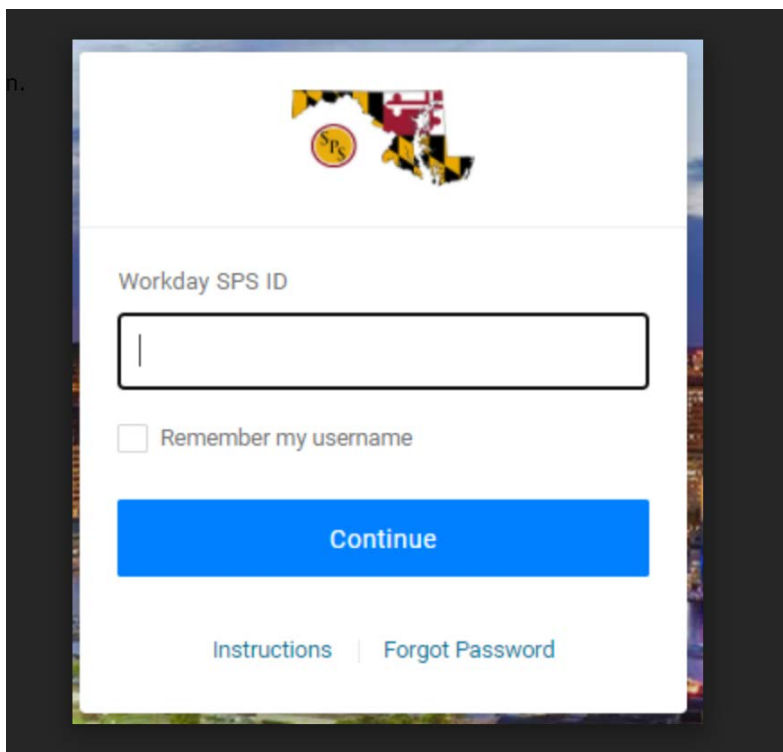 n.
SPS
Workday SPS ID
Remember my username
Continue
Instructions
Forgot Password